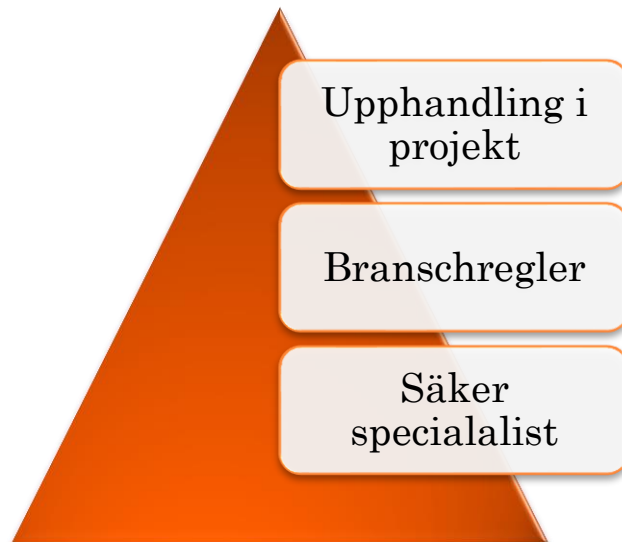 Upphandling i
projekt
Branschregler
Säker
specialalist